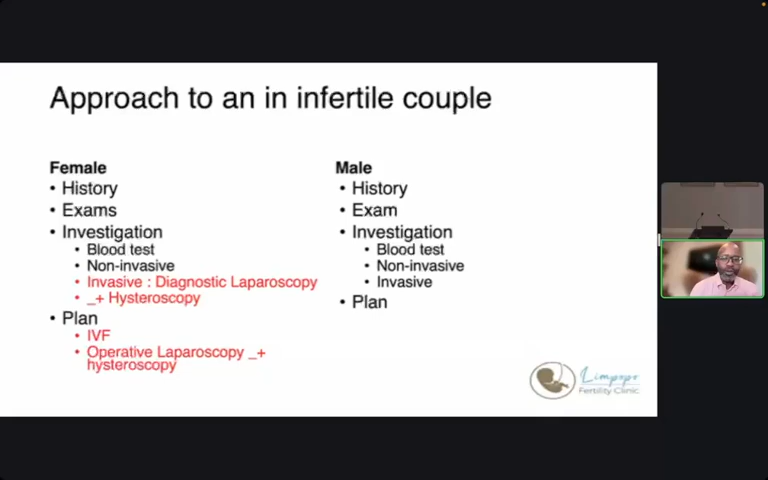 Approach to an in infertile couple
Female
• History
• Exams
• Investigation
• Blood test
• Non-invasive
• Invasive : Diagnostic Laparoscopy
• _+ Hysteroscopy
• Plan
• IVF
• Operative Laparoscopy _+
hysteroscopy
Male
• History
• Exam
• Investigation
• Blood test
• Non-invasive
• Invasive
• Plan
Limpopo
Fertility Clinic